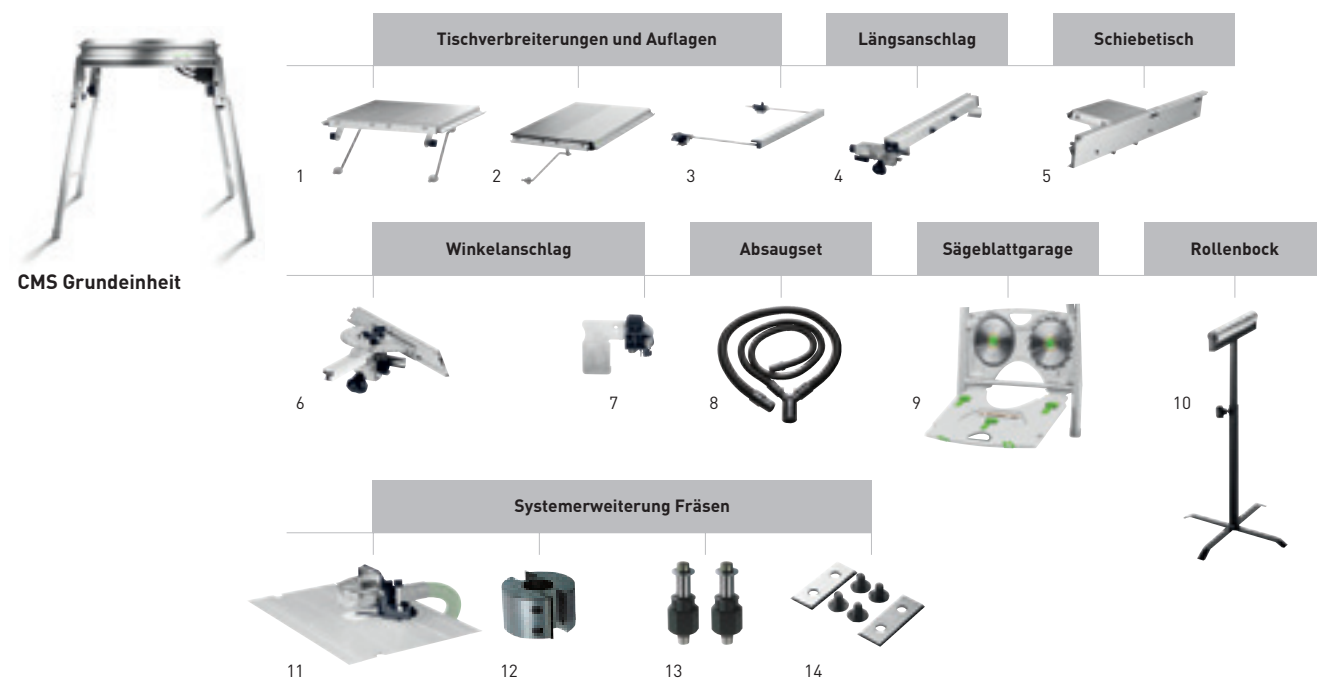 Tischverbreiterungen und Auflagen
Längsanschlag
Schiebetisch
1
2
3
4
5
CMS Grundeinheit
Winkelanschlag
Absaugset
Sägeblattgarage
Rollenbock
6
7
8
9
10
Systemerweiterung Fräsen
11
12
13
14